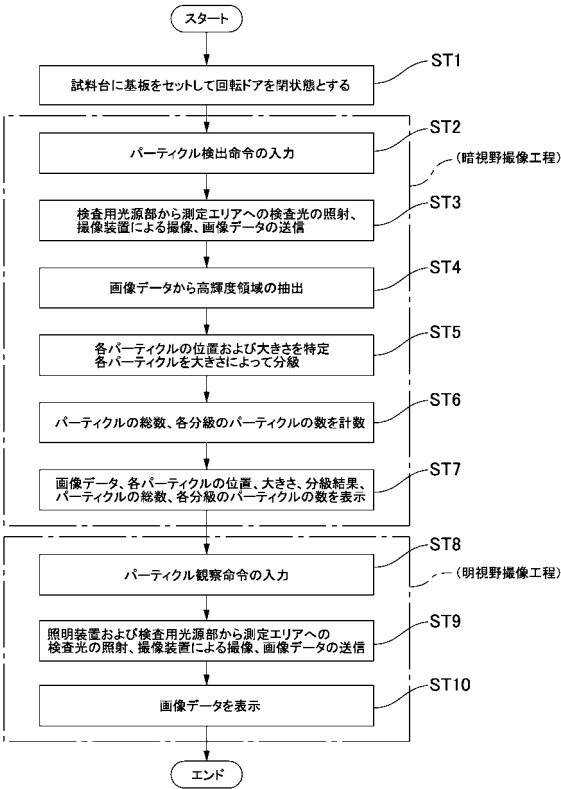 スタート
ST1
試料台に基板をセットして回転ドアを閉状態とする
ST2
パーティクル検出命令の入力
(暗視野撮像工程)
ST3
検査用光源部から測定エリアへの検査光の照射、
撮像装置による撮像、画像データの送信
ST4
画像データから高輝度領域の抽出
ST5
各パーティクルの位置および大きさを特定
各パーティクルを大きさによって分級
ST6
パーティクルの総数、各分級のパーティクルの数を計数
ST7
画像データ、各パーティクルの位置、大きさ、分級結果、
パーティクルの総数、各分級のパーティクルの数を表示
ST8
パーティクル観察命令の入力
(明視野撮像工程)
ST9
照明装置および検査用光源部から測定エリアへの
検査光の照射、撮像装置による撮像、画像データの送信
ST10
画像データを表示
エンド